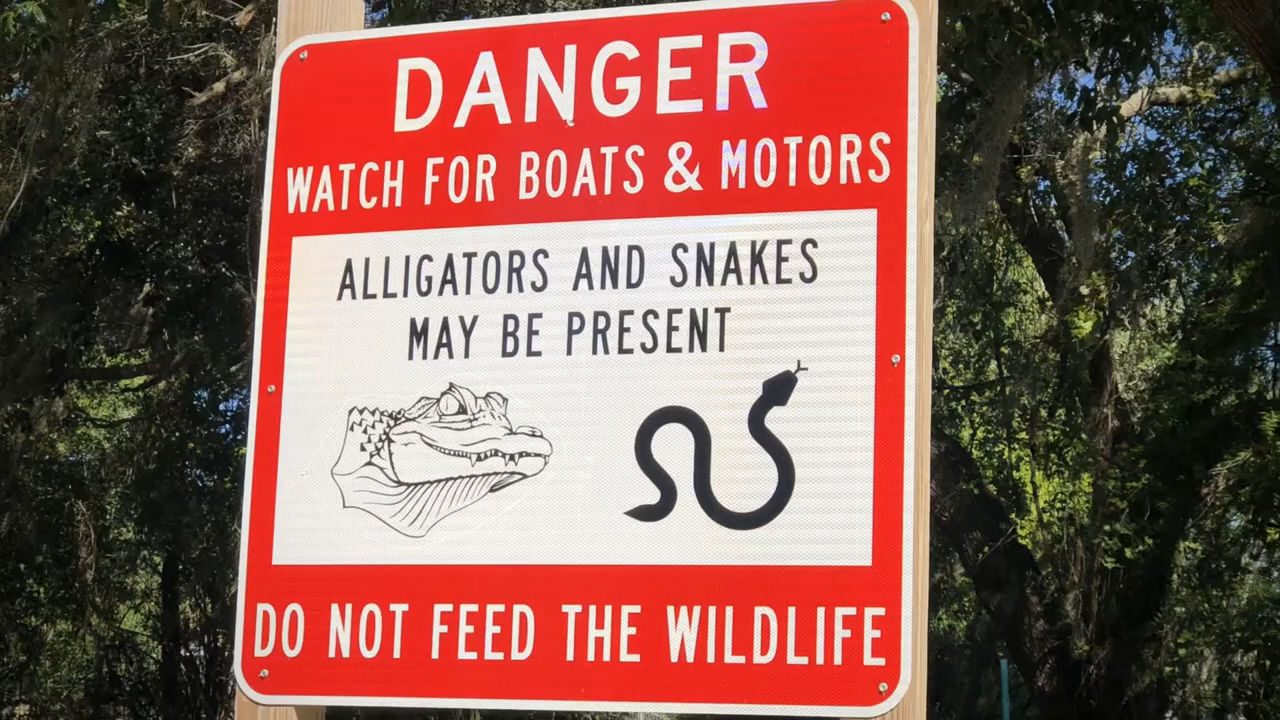 DANGER
WATCH FOR BOATS & MOTORS
ALLIGATORS AND SNAKES
MAY BE PRESENT
DO NOT FEED THE WILDLIFE